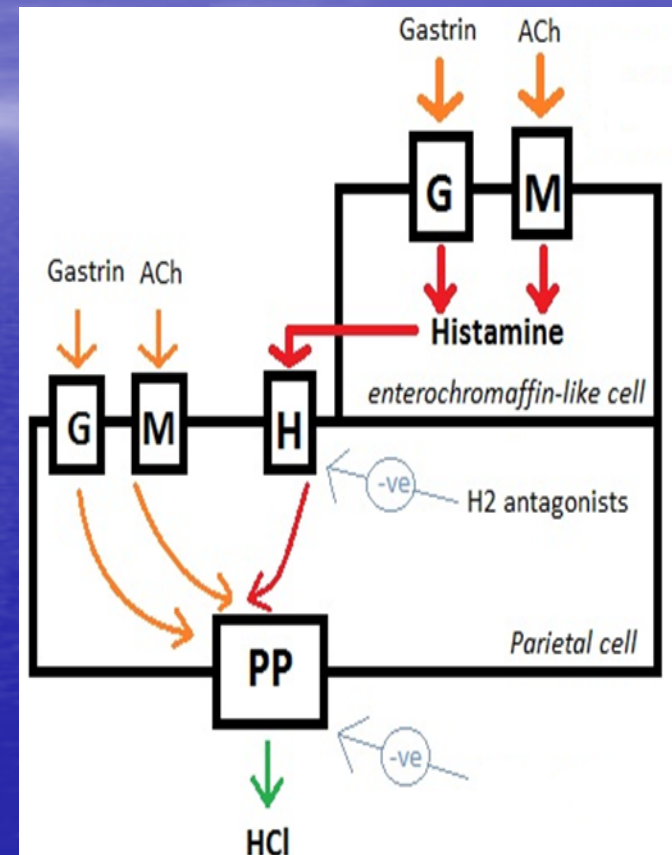 Gastrin ACh
G M
Histamine
enterochromaffin-like cell
Gastrin ACh
G M H
-ve
H2 antagonists
Parietal cell
PP
-ve
HCl